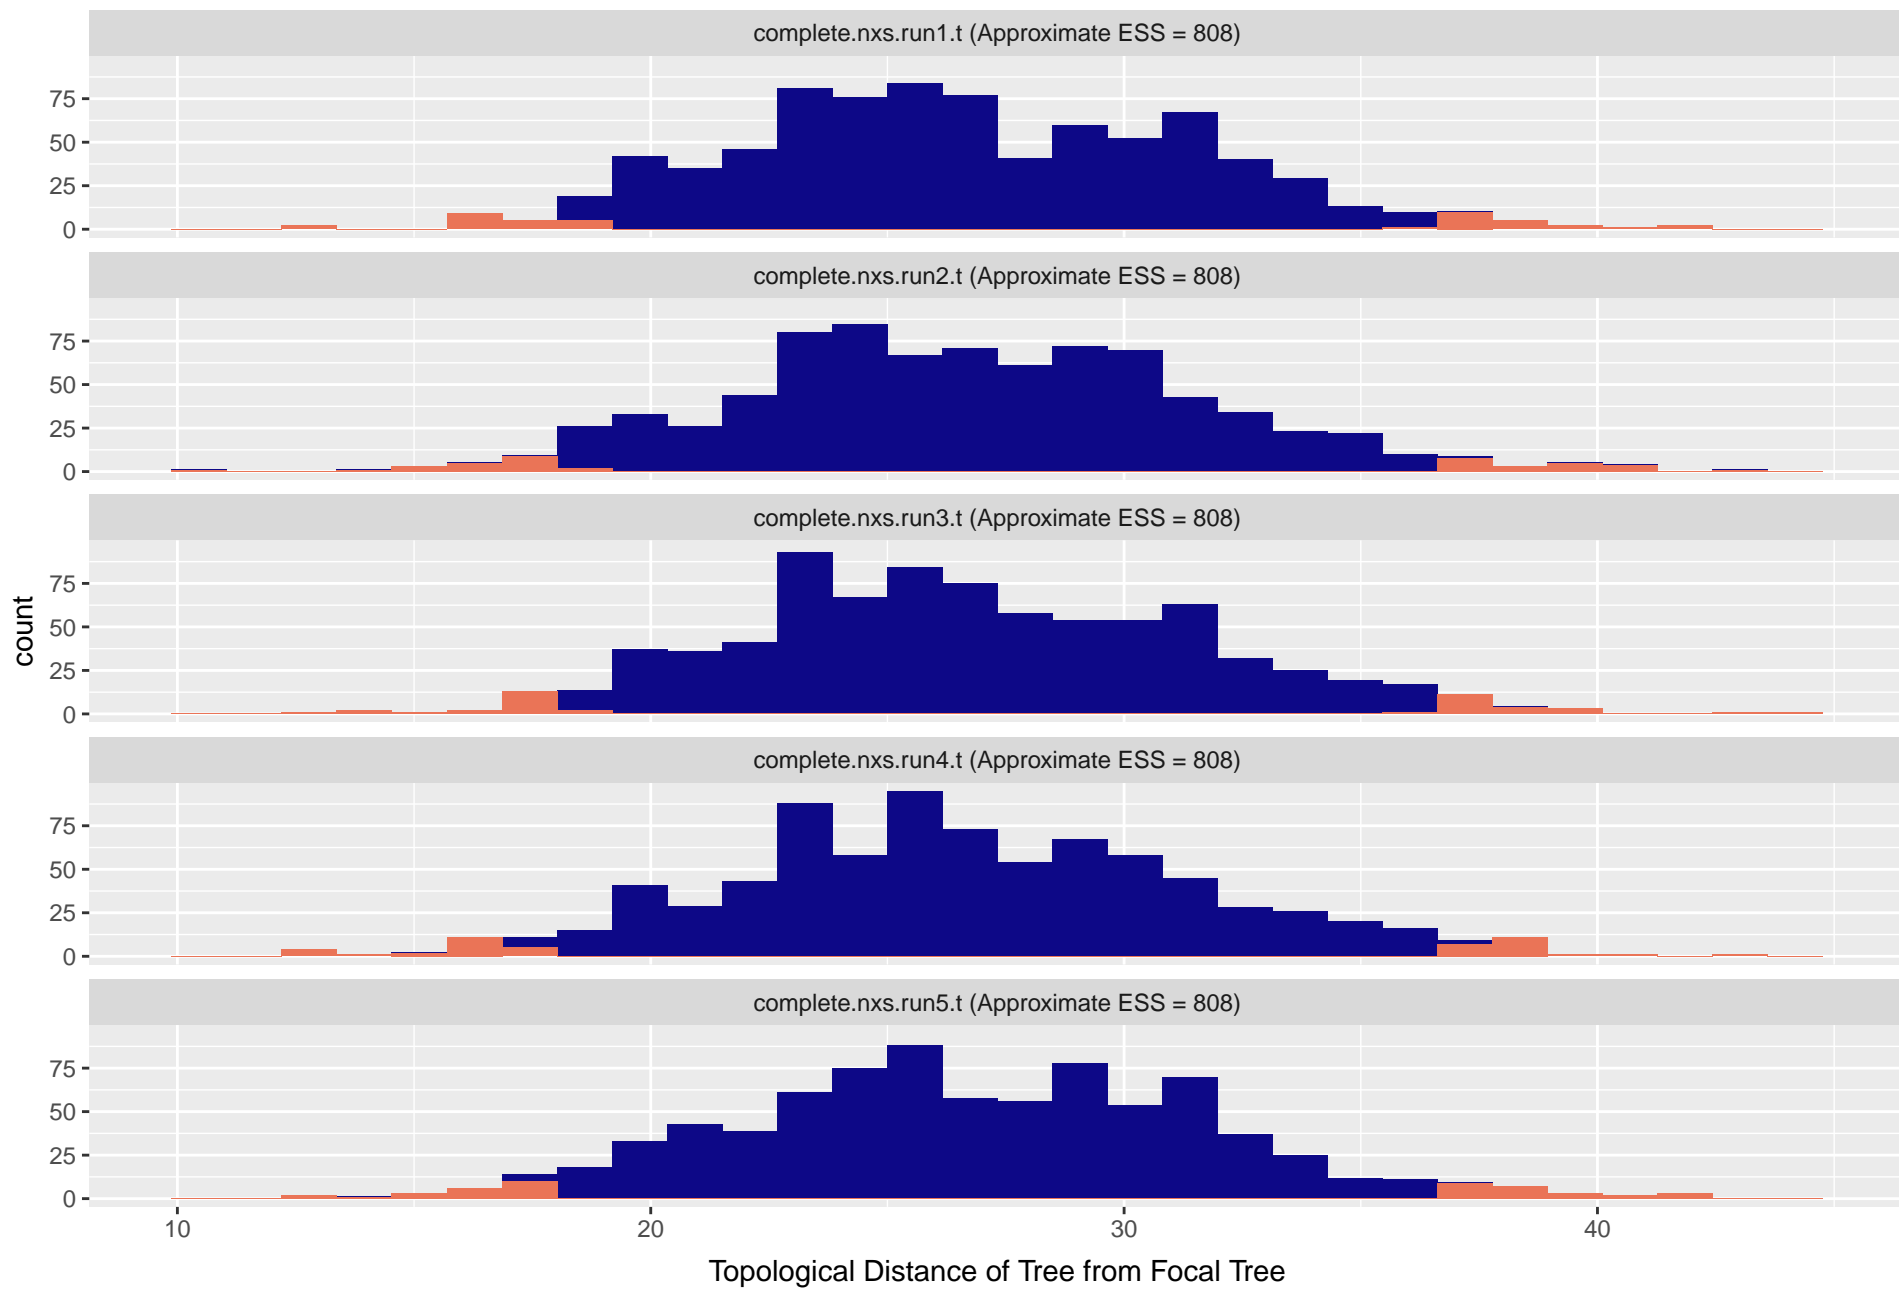 complete.nxs.run1.t (Approximate ESS = 808)
75
50
25
0
complete.nxs.run2.t (Approximate ESS = 808)
75
50
25
0
complete.nxs.run3.t (Approximate ESS = 808)
75
50
25
0
count
complete.nxs.run4.t (Approximate ESS = 808)
75
50
25
0
complete.nxs.run5.t (Approximate ESS = 808)
75
50
25
0
10 20 30 40
Topological Distance of Tree from Focal Tree